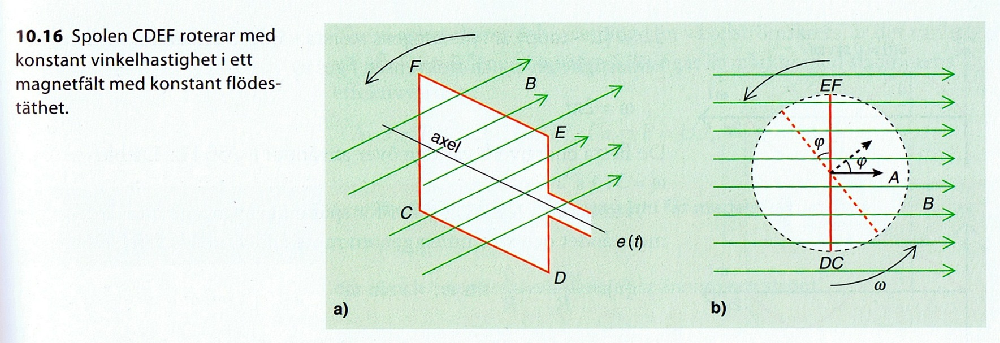 10.16 Spolen CDEF roterar med
konstant vinkelhastighet i ett
magnetfält med konstant flödes-
täthet.
F
B
E
axel
C
e(t)
D
a)
EF
φ
φ
A
B
DC
ω
b)